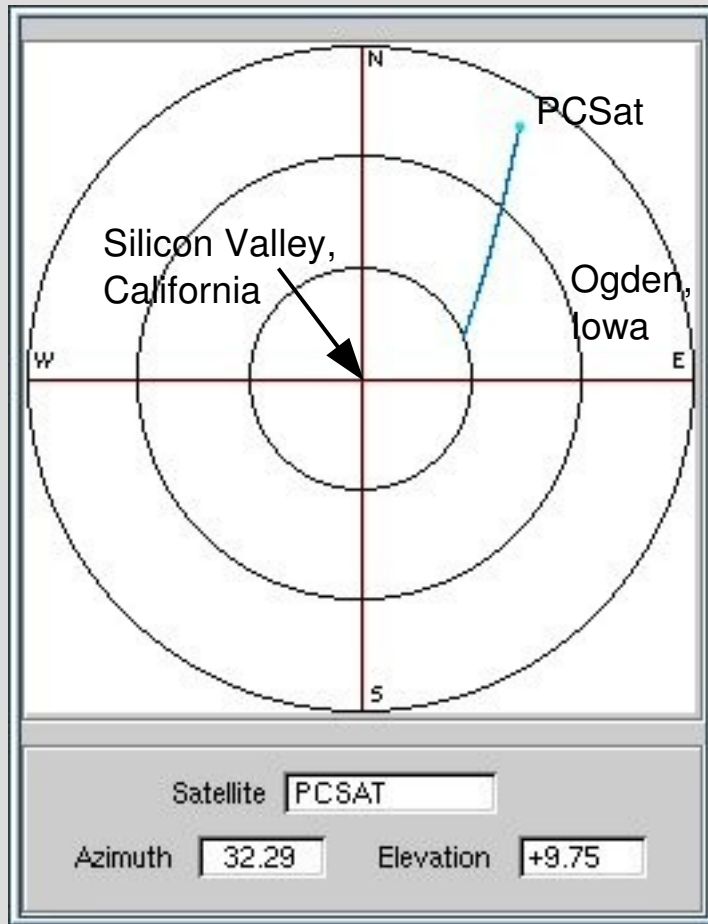 N
PCSat
Silicon Valley,
California
Ogden,
Iowa
W
E
S
Satellite PCSAT
Azimuth 32.29 Elevation +9.75